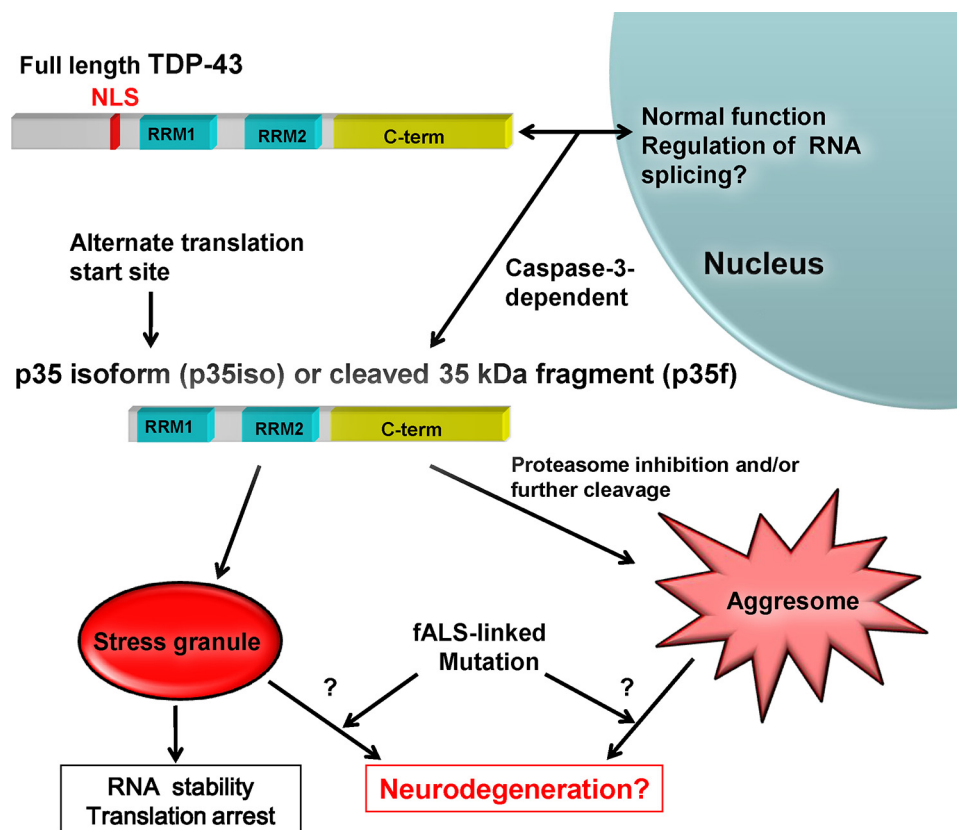 Full length TDP-43
NLS
RRM1
RRM2
C-term
Normal function
Regulation of RNA
splicing?
Nucleus
Alternate translation
start site
Caspase-3-
dependent
p35 isoform (p35iso) or cleaved 35 kDa fragment (p35f)
RRM1
RRM2
C-term
Proteasome inhibition and/or
further cleavage
Aggresome
Stress granule
fALS-linked
Mutation
?
?
RNA stability
Translation arrest
Neurodegeneration?